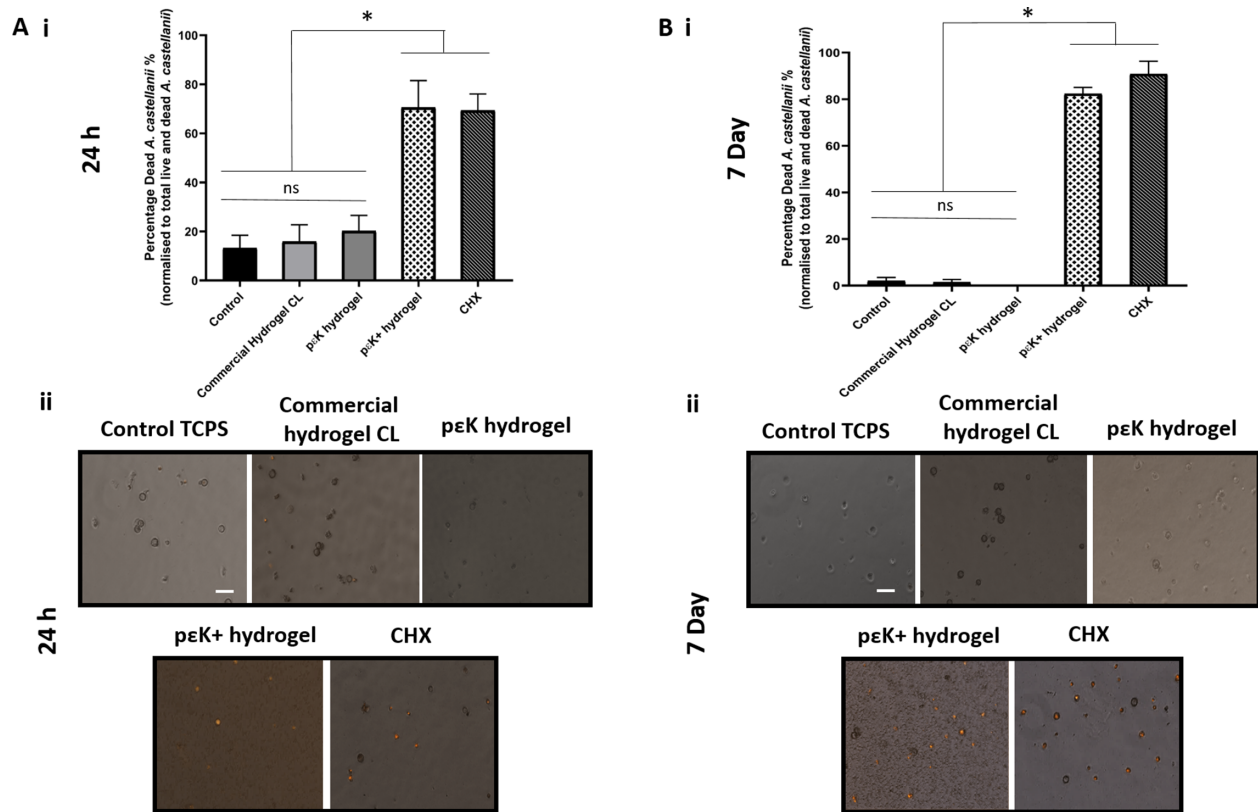 A i
24 h
Percentage Dead A. castellanii %
(normalised to total live and dead A. castellanii)
100
80
60
40
20
0
*
ns
Control
Commercial Hydrogel CL
pεK hydrogel
pεK+ hydrogel
CHX
ii
24 h
Control TCPS
Commercial
hydrogel CL
pεK hydrogel
pεK+ hydrogel
CHX
B i
7 Day
Percentage Dead A. castellanii %
(normalised to total live and dead A. castellanii)
100
80
60
40
20
0
*
ns
Control
Commercial Hydrogel CL
pεK hydrogel
pεK+ hydrogel
CHX
ii
7 Day
Control TCPS
Commercial
hydrogel CL
pεK hydrogel
pεK+ hydrogel
CHX